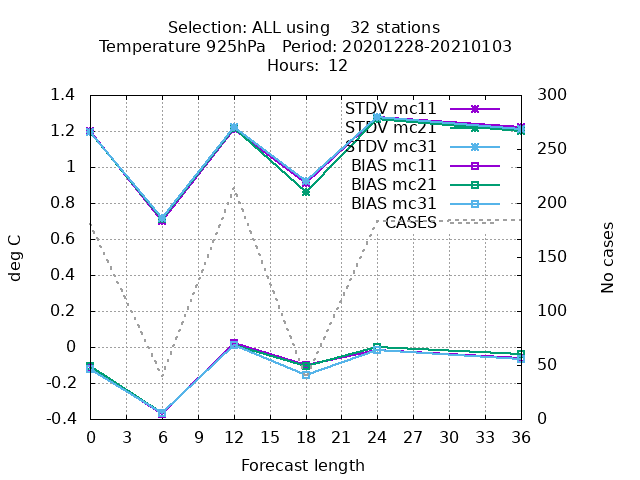 Selection: ALL using    32 stations
Temperature 925hPa   Period: 20201228-20210103
Hours: 12
1.4
1.2
1
0.8
0.6
0.4
0.2
0
-0.2
-0.4
300
250
200
150
100
50
0
deg C
No cases
STDV mc11
STDV mc21
STDV mc31
BIAS mc11
BIAS mc21
BIAS mc31
CASES
0 3 6 9 12 15 18 21 24 27 30 33 36
Forecast length